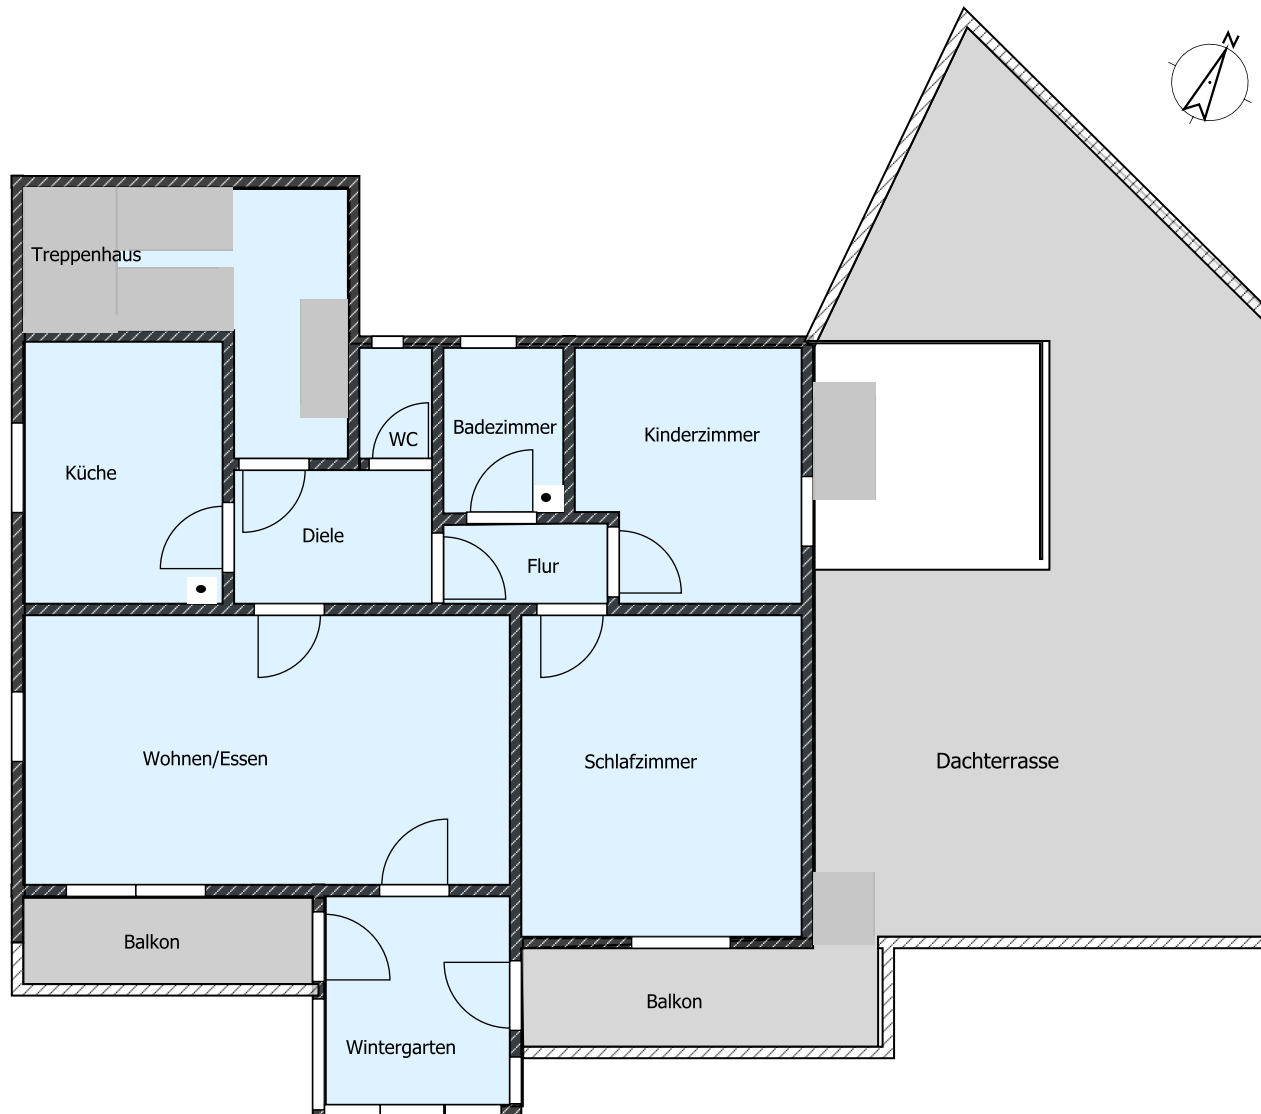 N
Treppenhaus
WC
Badezimmer
Kinderzimmer
Küche
Diele
Flur
Wohnen/Essen
Schlafzimmer
Dachterrasse
Balkon
Balkon
Wintergarten